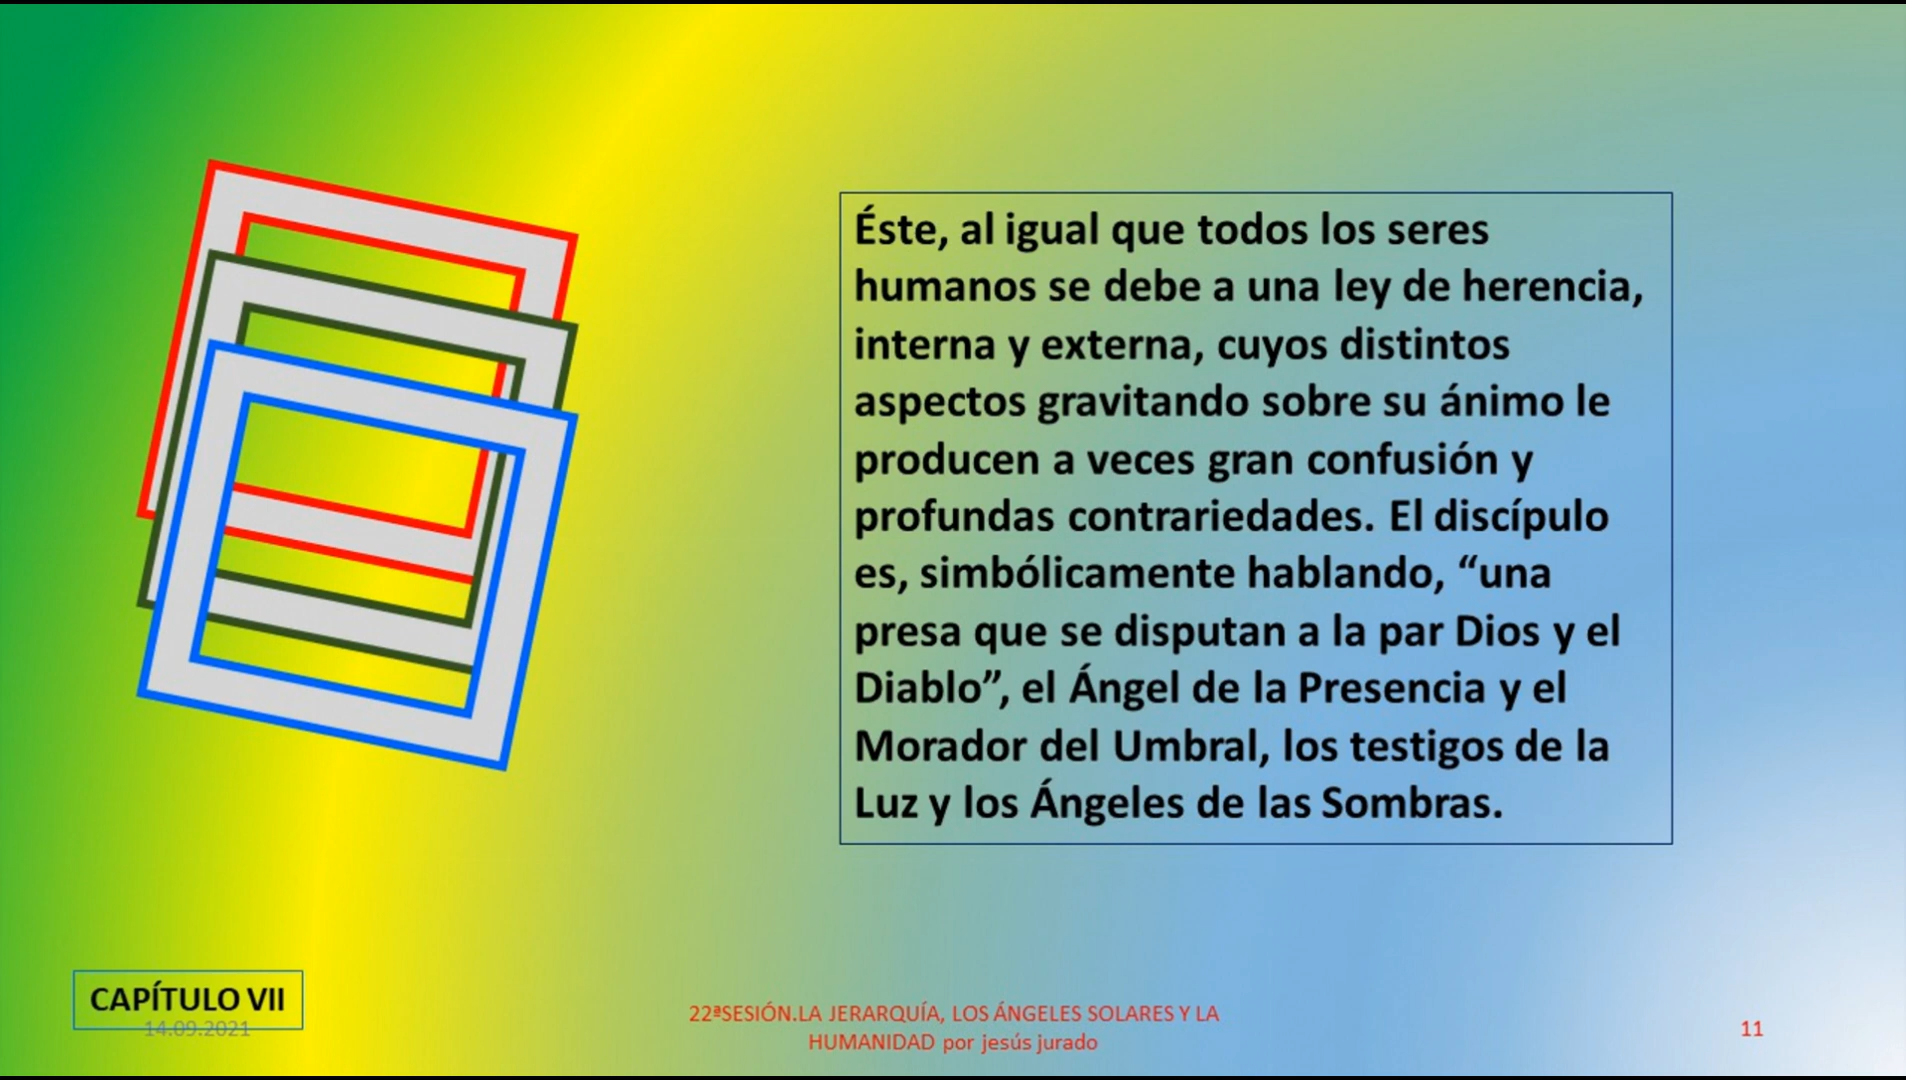 Éste, al igual que todos los seres
humanos se debe a una ley de herencia,
interna y externa, cuyos distintos
aspectos gravitando sobre su ánimo le
producen a veces gran confusión y
profundas contrariedades. El discípulo
es, simbólicamente hablando, “una
presa que se disputan a la par Dios y el
Diablo”, el Ángel de la Presencia y el
Morador del Umbral, los testigos de la
Luz y los Ángeles de las Sombras.
CAPÍTULO VII
14.09.2021
22ªSESIÓN.LA JERARQUÍA, LOS ÁNGELES SOLARES Y LA
HUMANIDAD por jesús jurado
11